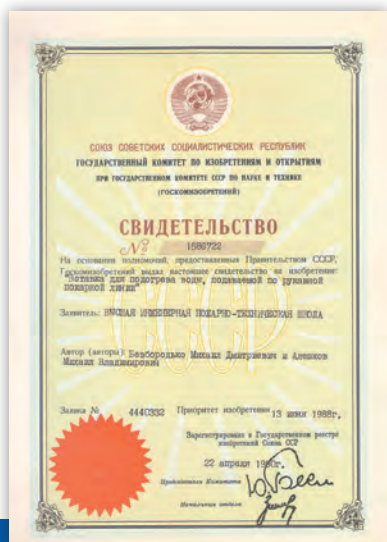 СОЮЗ СОВЕТСКИХ СОЦИАЛИСТИЧЕСКИХ РЕСПУБЛИК
ГОСУДАРСТВЕННЫЙ КОМИТЕТ ПО ИЗОБРЕТЕНИЯМ И ОТКРЫТИЯМ
ПРИ ГОСУДАРСТВЕННОМ КОМИТЕТЕ СССР ПО НАУКЕ И ТЕХНИКЕ
(ГОСКОМИЗОБРЕТЕНИЙ)
СВИДЕТЕЛЬСТВО
№ 1586722
На основании полномочий, предоставленных Правительством СССР,
Госкомизобретений выдал настоящее свидетельство на изобретение:
"Вставка для подогрева воды, подаваемой по рукавной
пожарной линии"
Заявитель: ВЫСШАЯ ИНЖЕНЕРНАЯ ПОЖАРНО-ТЕХНИЧЕСКАЯ ШКОЛА
Автор (авторы): Безбородько Михаил Дмитриевич и
Михаил Владимирович
СССР
Заявка № 4440332 Приоритет изобретения 13 июня 1988г.
Зарегистрировано в Государственном реестре
изобретений Союза ССР
22 апреля 1990г.
Председатель Комитета
Начальник отдела